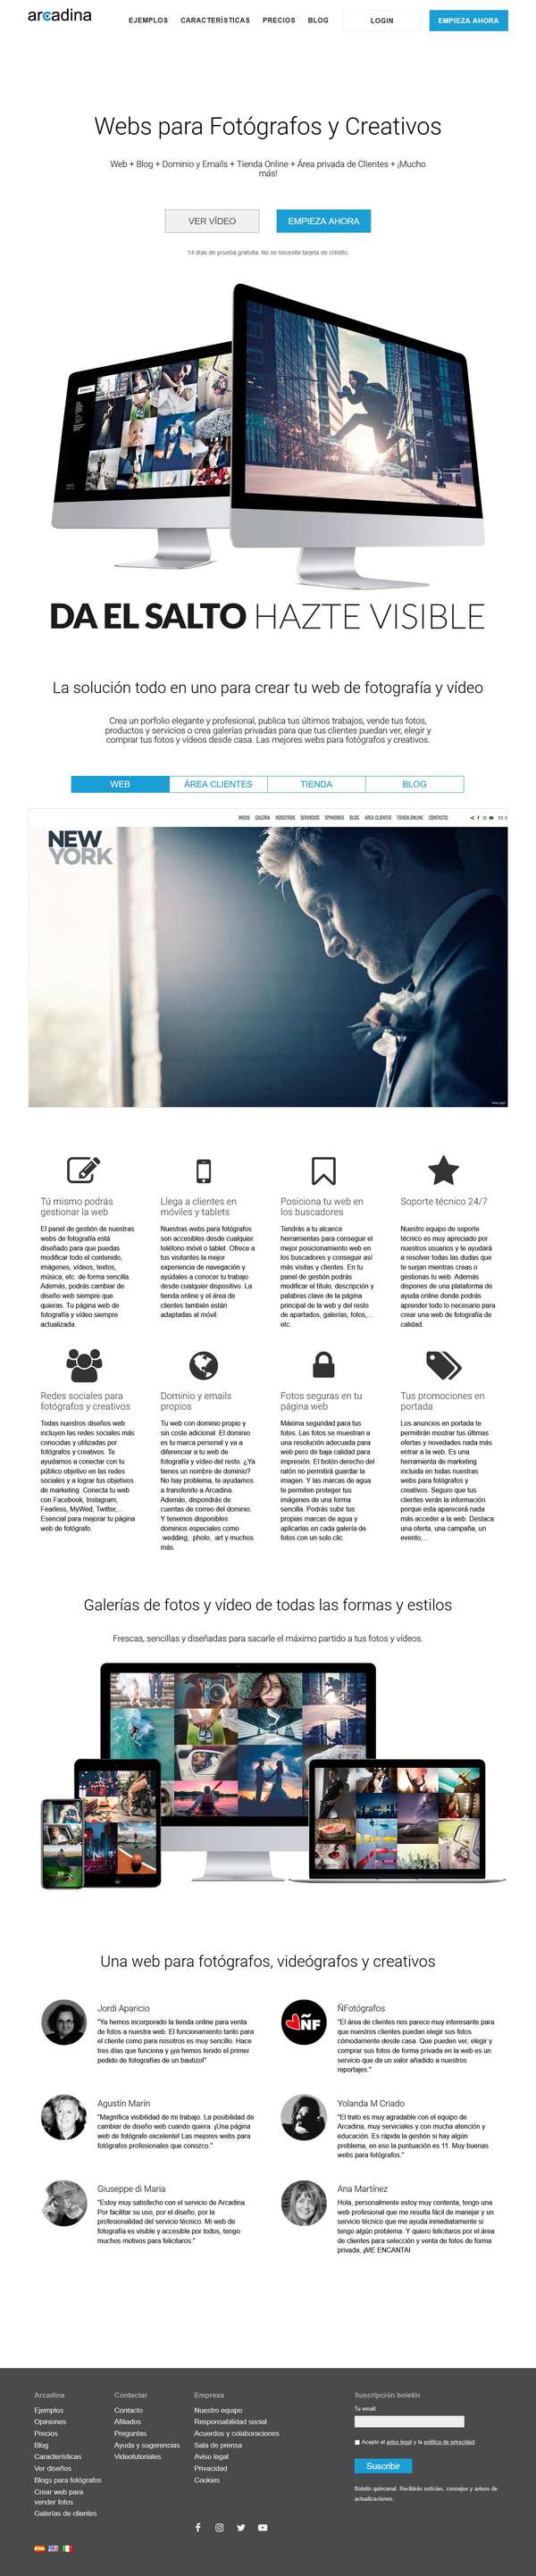 arcadina
EJEMPLOS CARACTERÍSTICAS PRECIOS BLOG LOGIN EMPIEZA AHORA
Webs para Fotógrafos y Creativos
Web + Blog + Dominio y Emails + Tienda Online + Área privada de Clientes + ¡Mucho
más!
VER VÍDEO EMPIEZA AHORA
14 días de prueba gratuita. No se necesita tarjeta de crédito.
DA EL SALTO HAZTE VISIBLE
La solución todo en uno para crear tu web de fotografía y vídeo
Crea un porfolio elegante y profesional, publica tus últimos trabajos, vende tus fotos,
productos y servicios o crea galerías privadas para que tus clientes puedan ver, elegir y
comprar tus fotos y vídeos desde casa. Las mejores webs para fotógrafos y creativos.
WEB ÁREA CLIENTES TIENDA BLOG
INICIO GALERÍA NOSOTROS SERVICIOS OPINIONES BLOG ÁREA CLIENTES TIENDA ONLINE CONTACTO
NEW
YORK
Tú mismo podrás
gestionar la web
El panel de gestión de nuestras
webs de fotografía está
diseñado para que puedas
modificar todo el contenido,
imágenes, vídeos, textos,
música, etc. de forma sencilla.
Además, podrás cambiar de
diseño web siempre que
quieras. Tu página web de
fotografía y vídeo siempre
actualizada.
Llega a clientes en
móviles y tablets
Nuestras webs para fotógrafos
son accesibles desde cualquier
teléfono móvil o tablet. Ofrece a
tus visitantes la mejor
experiencia de navegación y
ayúdales a conocer tu trabajo
desde cualquier dispositivo. La
tienda online y el área de
clientes también están
adaptadas al móvil.
Posiciona tu web en
los buscadores
Tendrás a tu alcance
herramientas para conseguir el
mejor posicionamiento web en
los buscadores y conseguir así
más visitas y clientes. En tu
panel de gestión podrás
modificar el título, descripción y
palabras clave de la página
principal de la web y del resto
de apartados, galerías, fotos,...
etc.
Soporte técnico 24/7
Nuestro equipo de soporte
técnico es muy apreciado por
nuestros usuarios y te ayudará
a resolver todas las dudas que
te surjan mientras creas o
gestionas tu web. Además
dispones de una plataforma de
ayuda online donde podrás
aprender todo lo necesario para
crear una web de fotografía de
calidad.
Redes sociales para
fotógrafos y creativos
Todas nuestros diseños web
incluyen las redes sociales más
conocidas y utilizadas por
fotógrafos y creativos. Te
ayudamos a conectar con tu
público objetivo en las redes
sociales y a lograr tus objetivos
de marketing. Conecta tu web
con Facebook, Instagram,
Fearless, MyWed, Twitter,...
Esencial para mejorar tu página
web de fotógrafo.
Dominio y emails
propios
Tu web con dominio propio y
sin coste adicional. El dominio
es tu marca personal y va a
diferenciar a tu web de
fotografía y vídeo del resto. ¿Ya
tienes un nombre de dominio?
No hay problema, te ayudamos
a transferirlo a Arcadina.
Además, dispondrás de
cuentas de correo del dominio.
Y tenemos disponibles
dominios especiales como
.wedding, .photo, .art y muchos
más.
Fotos seguras en tu
página web
Máxima seguridad para tus
fotos. Las fotos se muestran a
una resolución adecuada para
web pero de baja calidad para
impresión. El botón derecho del
ratón no permitirá guardar la
imagen. Y las marcas de agua
te permiten proteger tus
imágenes de una forma
sencilla. Podrás subir tus
propias marcas de agua y
aplicarlas en cada galería de
fotos con un solo clic.
Tus promociones en
portada
Los anuncios en portada te
permitirán mostrar tus últimas
ofertas y novedades nada más
entrar a la web. Es una
herramienta de marketing
incluida en todas nuestras
webs para fotógrafos y
creativos. Seguro que tus
clientes verán la información
porque esta aparecerá nada
más acceder a la web. Destaca
una oferta, una campaña, un
evento,...
Galerías de fotos y vídeo de todas las formas y estilos
Frescas, sencillas y diseñadas para sacarle el máximo partido a tus fotos y vídeos.
Una web para fotógrafos, videógrafos y creativos
Jordi Aparicio
"Ya hemos incorporado la tienda online para venta
de fotos a nuestra web. El funcionamiento tanto para
el cliente como para nosotros es muy sencillo. Hace
tres días que funciona y ¡ya hemos tenido el primer
pedido de fotografías de un bautizo!"
ÑF
ÑFotógrafos
"El área de clientes nos parece muy interesante para
que nuestros clientes puedan elegir sus fotos
cómodamente desde casa. Que pueden ver, elegir y
comprar sus fotos de forma privada en la web es un
servicio que da un valor añadido a nuestros
reportajes."
Agustín Marín
"Magnífica visibilidad de mi trabajo. La posibilidad de
cambiar de diseño web cuando quiera. ¡Una página
web de fotógrafo excelente! Las mejores webs para
fotógrafos profesionales que conozco."
Yolanda M Criado
"El trato es muy agradable con el equipo de
Arcadina, muy serviciales y con mucha atención y
educación. Es rápida la gestión si hay algún
problema, en eso la puntuación es 11. Muy buenas
webs para fotógrafos."
Giuseppe di Maria
"Estoy muy satisfecho con el servicio de Arcadina.
Por facilitar su uso, por el diseño, por la
profesionalidad del servicio técnico. Mi web de
fotografía es visible y accesible por todos, tengo
muchos motivos para felicitaros."
Ana Martínez
Hola, personalmente estoy muy contenta, tengo una
web profesional que me resulta fácil de manejar y un
servicio técnico que me ayuda inmediatamente si
tengo algún problema. Y quiero felicitaros por el área
de clientes para selección y venta de fotos de forma
privada, ¡ME ENCANTA!
Arcadina
Ejemplos
Opiniones
Precios
Blog
Características
Ver diseños
Blogs para fotógrafos
Crear web para
vender fotos
Galerías de clientes
Contactar
Contacto
Afiliados
Preguntas
Ayuda y sugerencias
Videotutoriales
Empresa
Nuestro equipo
Responsabilidad social
Acuerdos y colaboraciones
Sala de prensa
Aviso legal
Privacidad
Cookies
Suscripción boletín
Tu email:
Acepto el aviso legal y la política de privacidad
Suscribir
Boletín quincenal. Recibirás noticias, consejos y avisos de
actualizaciones.